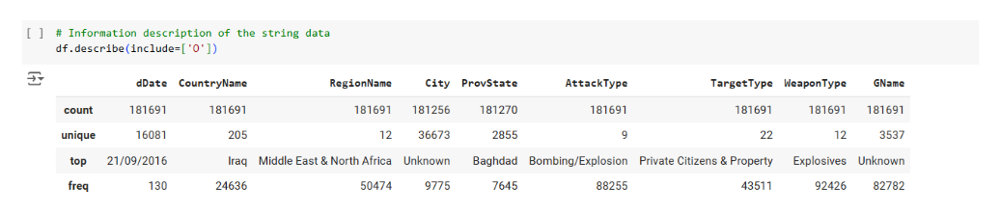 [ ] # Information description of the string data
df.describe(include=['O'])
dDate CountryName RegionName City ProvState AttackType TargetType WeaponType GName
count 181691 181691 181691 181256 181270 181691 181691 181691 181691
unique 16081 205 12 36673 2855 9 22 12 3537
top 21/09/2016 Iraq Middle East & North Africa Unknown Baghdad Bombing/Explosion Private Citizens & Property Explosives Unknown
freq 130 24636 50474 9775 7645 88255 43511 92426 82782